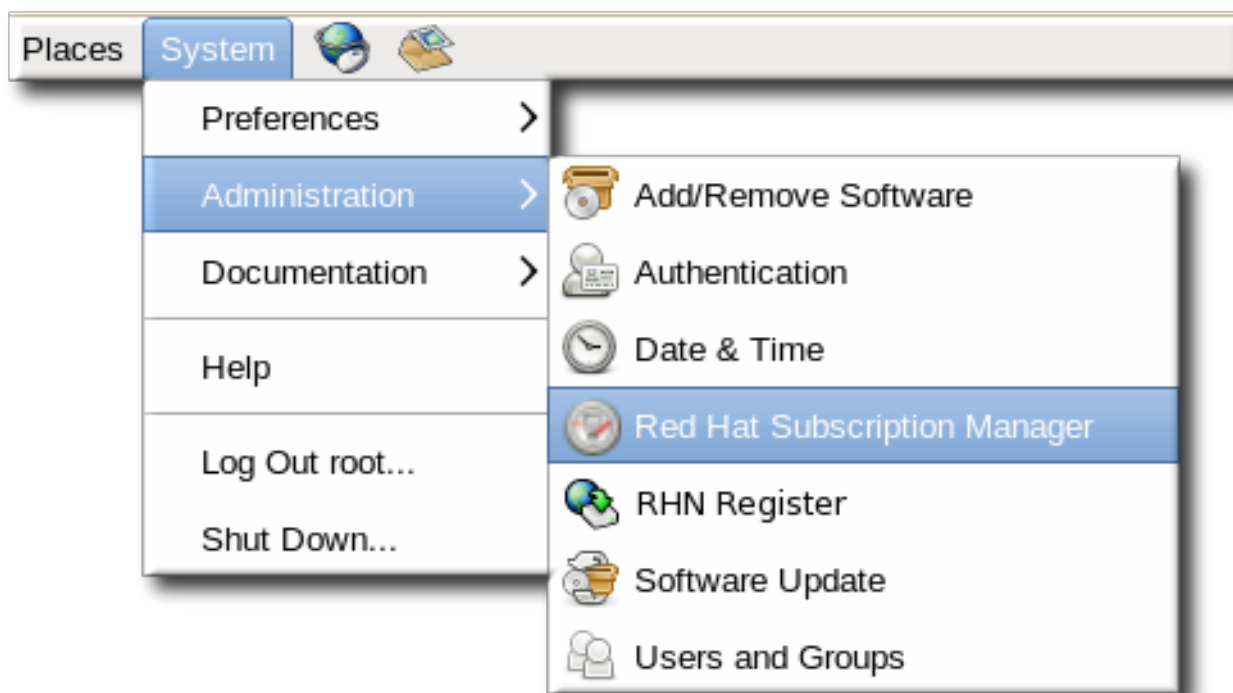 Places System
Preferences
Administration
Documentation
Help
Log Out root...
Shut Down...
Add/Remove Software
Authentication
Date & Time
Red Hat Subscription Manager
RHN Register
Software Update
Users and Groups